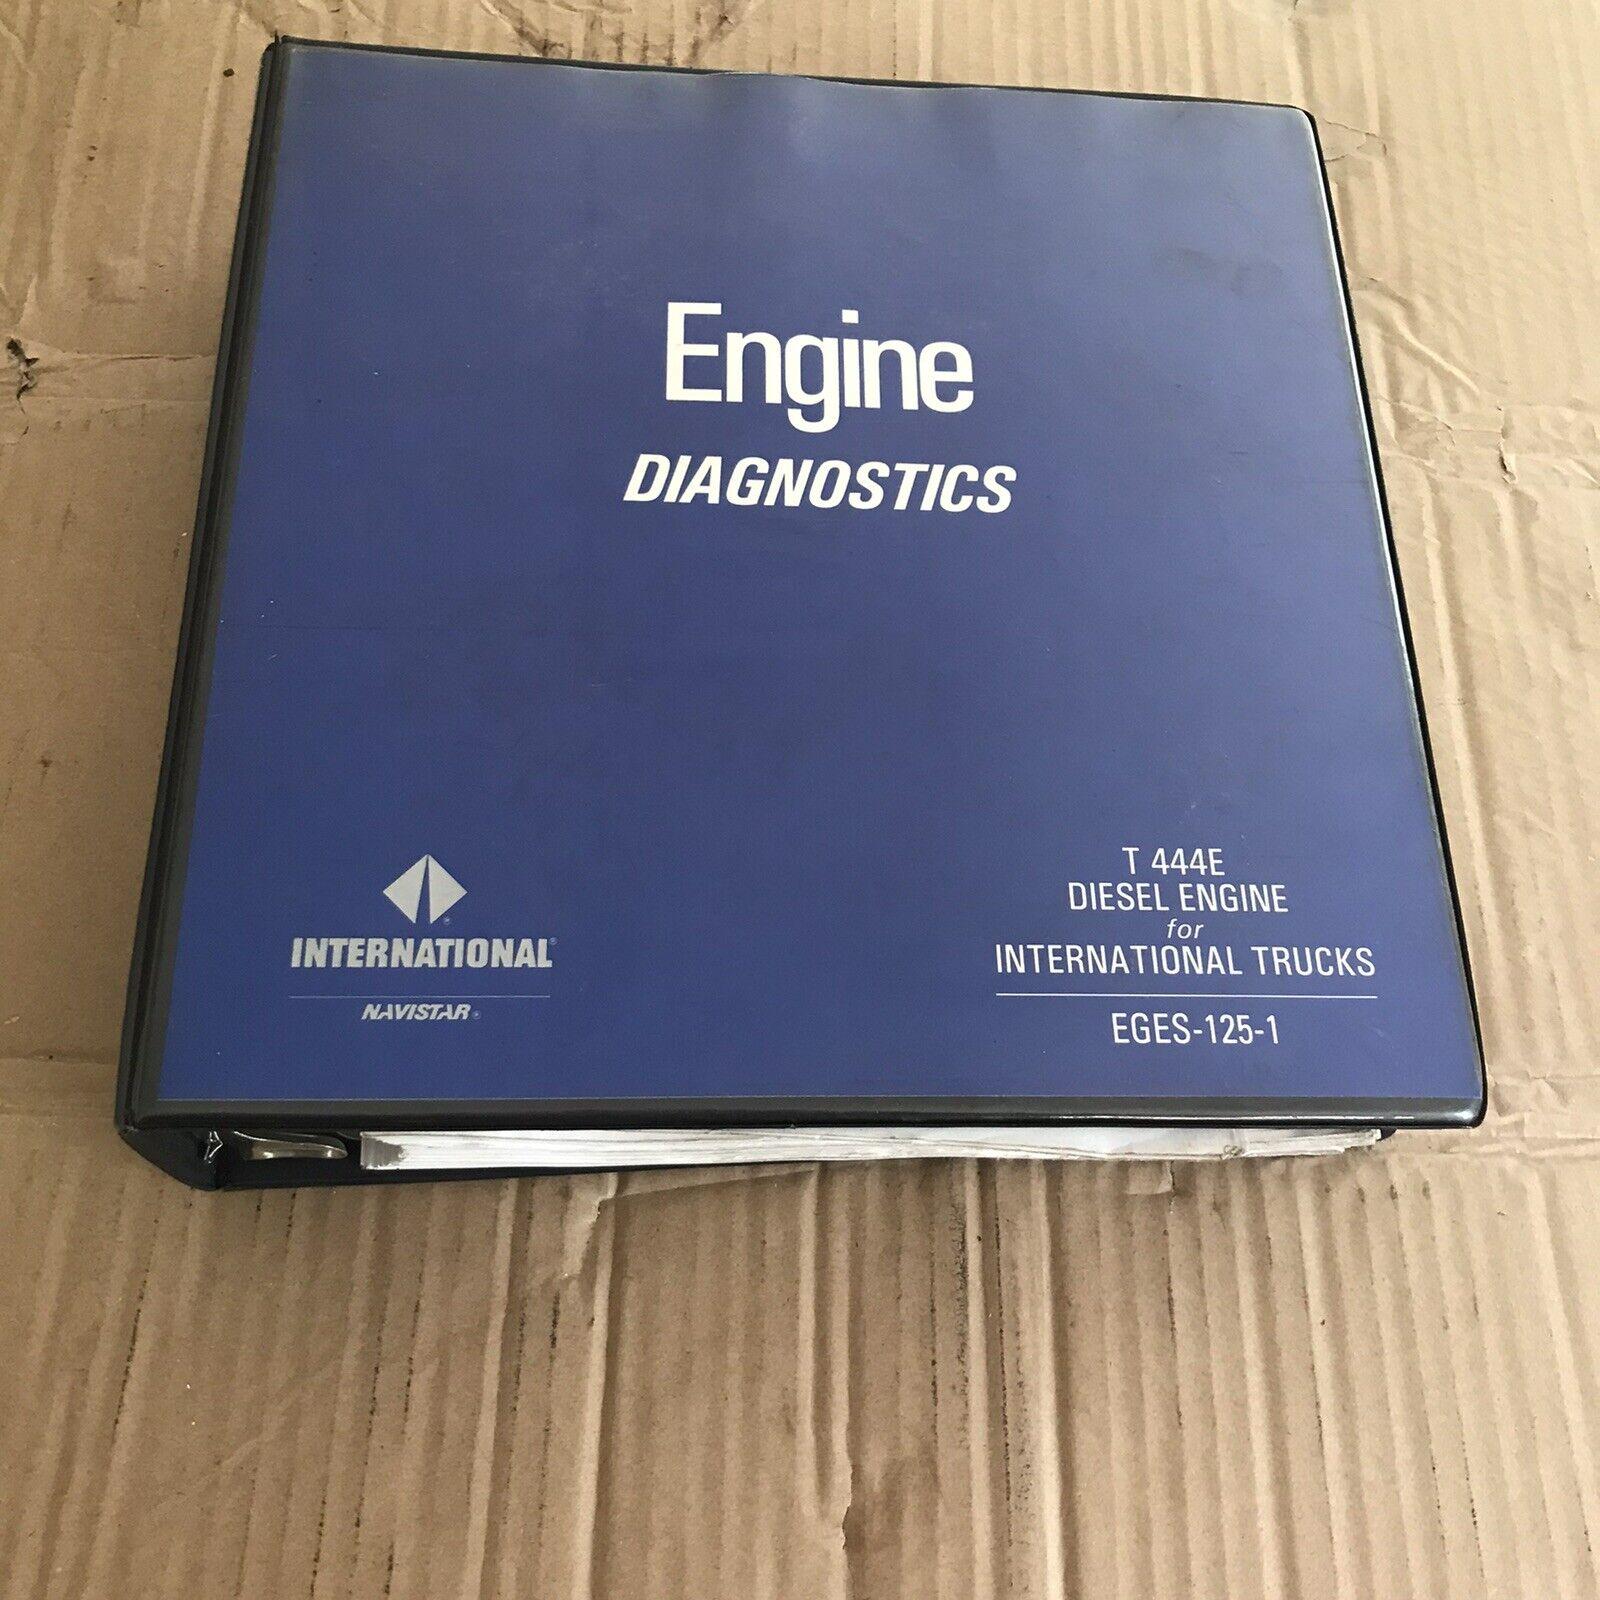 Engine
DIAGNOSTICS
INTERNATIONAL®
NAVISTAR®
T 444E
DIESEL ENGINE
for
INTERNATIONAL TRUCKS
EGES-125-1